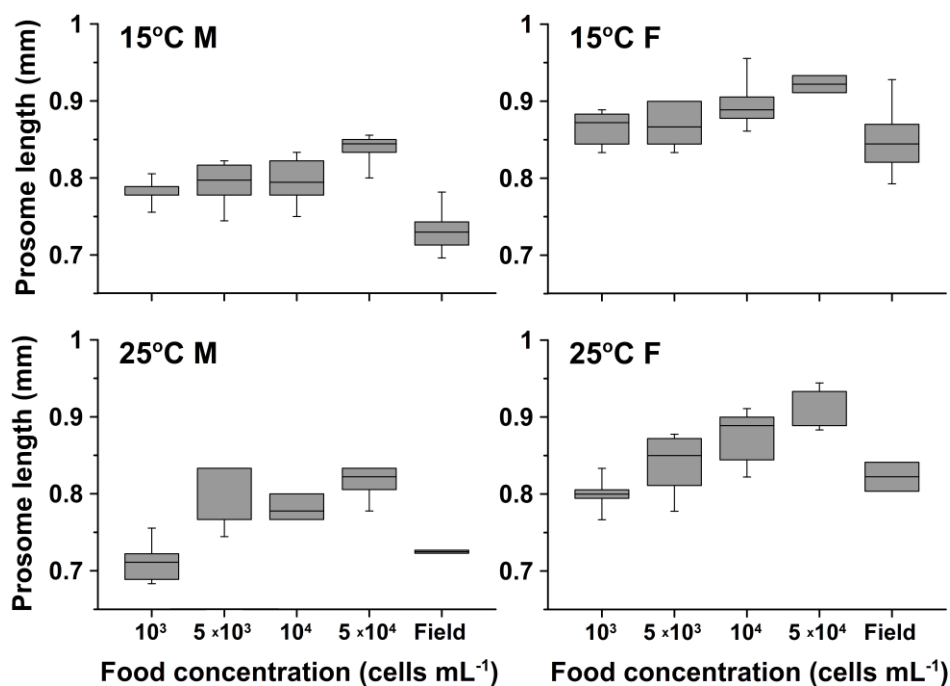 15°C M
15°C F
Prosome length (mm)
1
0.9
0.8
0.7
1
0.9
0.8
0.7
25°C M
25°C F
Prosome length (mm)
1
0.9
0.8
0.7
1
0.9
0.8
0.7
10³ 5 ×10³ 10⁴ 5 ×10⁴ Field
10³ 5 ×10³ 10⁴ 5 ×10⁴ Field
Food concentration (cells mL⁻¹)
Food concentration (cells mL⁻¹)